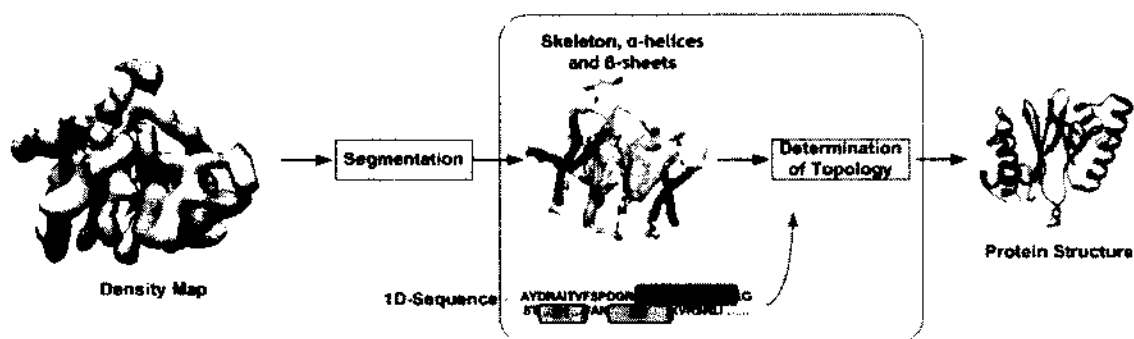 Skeleton, α-helices
and β-sheets
Segmentation
Determination
of Topology
Density Map
Protein Structure
1D-Sequence